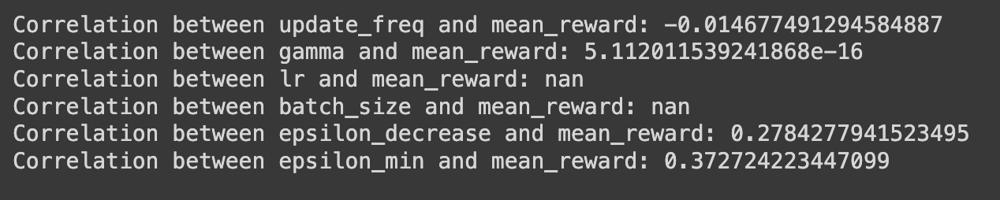 Correlation between update_freq and mean_reward: -0.014677491294584887
Correlation between gamma and mean_reward: 5.112011539241868e-16
Correlation between lr and mean_reward: nan
Correlation between batch_size and mean_reward: nan
Correlation between epsilon_decrease and mean_reward: 0.2784277941523495
Correlation between epsilon_min and mean_reward: 0.372724223447099